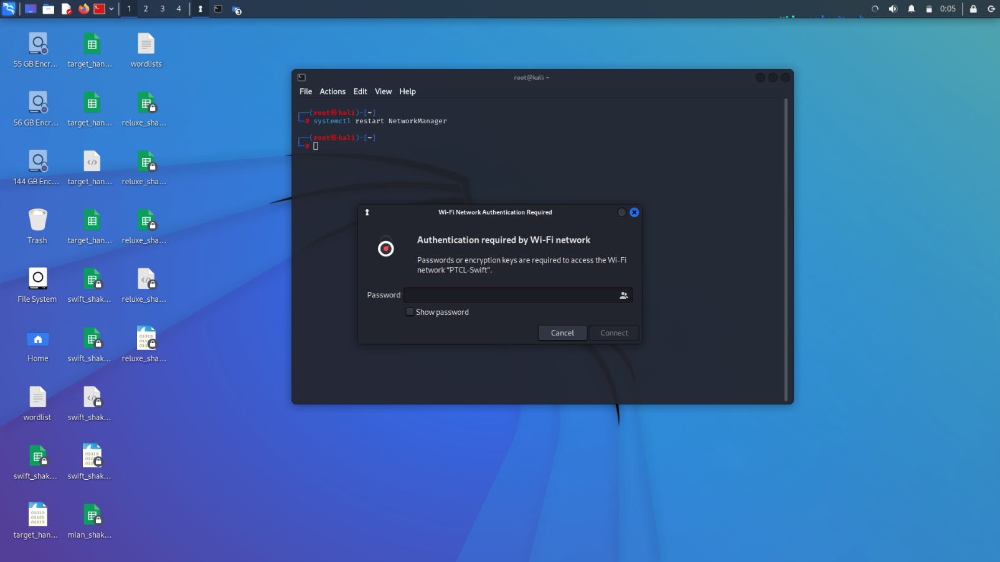 1 2 3 4
3
0:05
55 GB Encr...
target_han...
wordlists
56 GB Encr...
target_han...
reluxe_sha...
144 GB Enc...
target_han...
reluxe_sha...
Trash
target_han...
reluxe_sha...
File System
swift_shak...
reluxe_sha...
Home
swift_shak...
reluxe_sha...
wordlist
swift_shak...
swift_shak...
swift_shak...
target_han...
mian_shak...
root@kali: ~
File Actions Edit View Help
┌──(root㉿kali)-[~]
└─# systemctl restart NetworkManager
┌──(root㉿kali)-[~]
└─#
Wi-Fi Network Authentication Required
Authentication required by Wi-Fi network
Passwords or encryption keys are required to access the Wi-Fi
network “PTCL-Swift”.
Password
Show password
Cancel Connect